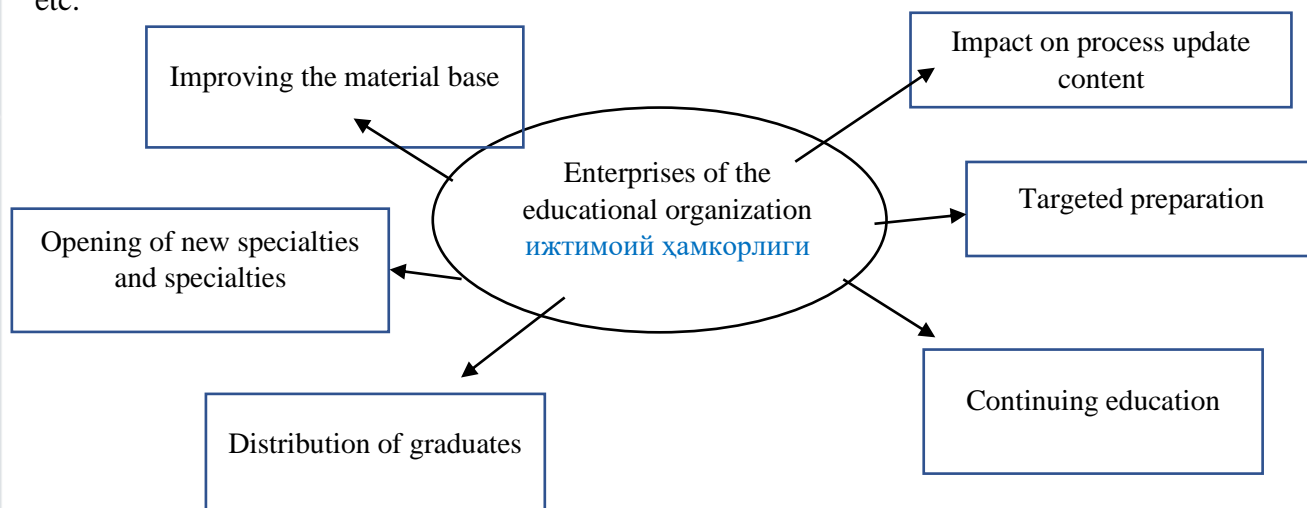 etc.
Improving the material base
Impact on process update
content
Enterprises of the
educational organization
ижтимоий ҳамкорлиги
Targeted preparation
Opening of new specialties
and specialties
Continuing education
Distribution of graduates